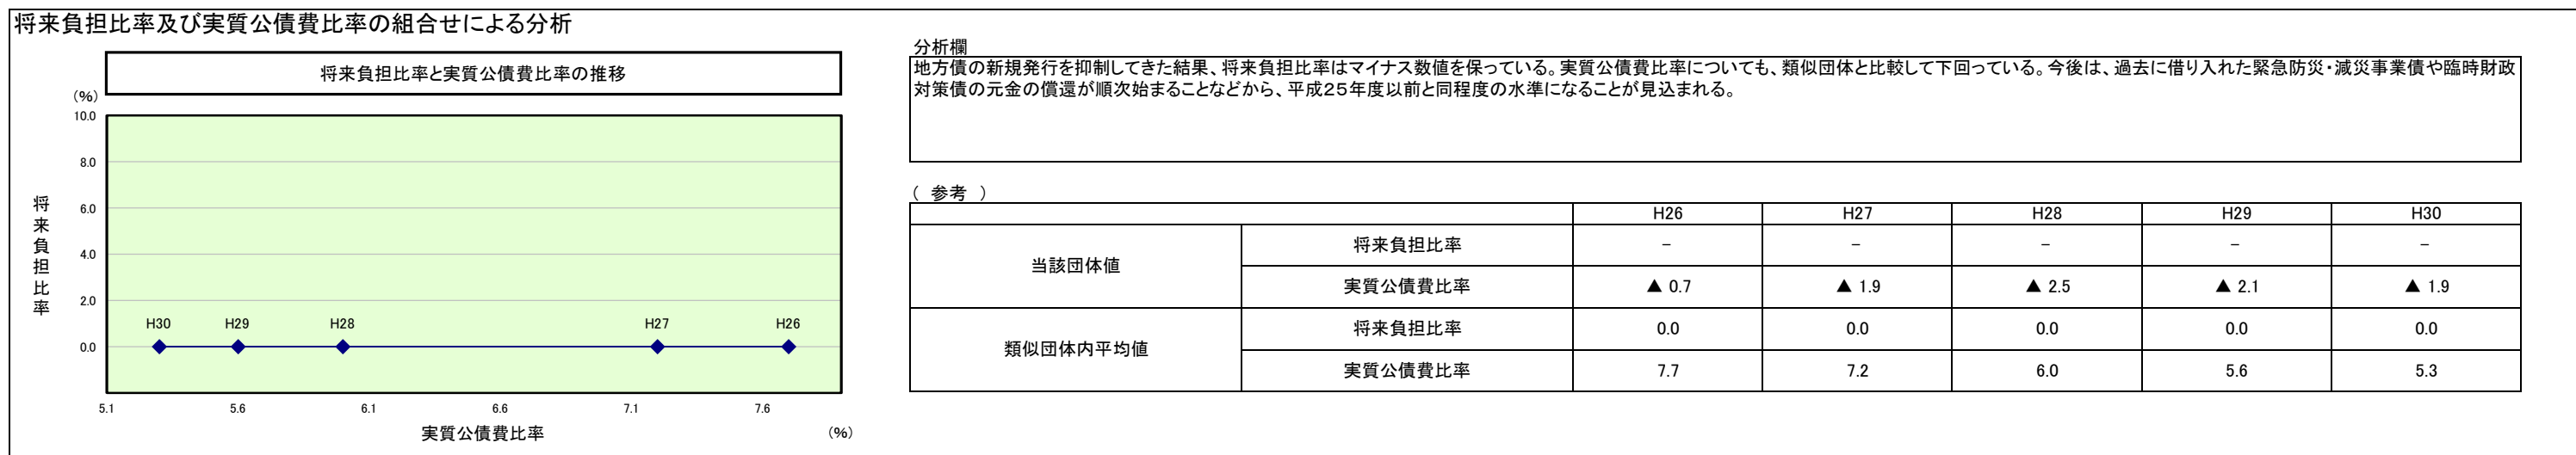 将来負担比率及び実質公債費比率の組合せによる分析
将来負担比率と実質公債費比率の推移
(%)
10.0
8.0
6.0
4.0
2.0
0.0
将来負担比率
H30 H29 H28 H27 H26
5.1 5.6 6.1 6.6 7.1 7.6
実質公債費比率
(%)
分析欄
地方債の新規発行を抑制してきた結果、将来負担比率はマイナス数値を保っている。実質公債費比率についても、類似団体と比較して下回っている。今後は、過去に借り入れた緊急防災・減災事業債や臨時財政
対策債の元金の償還が順次始まることなどから、平成25年度以前と同程度の水準になることが見込まれる。
( 参考 )
H26 H27 H28 H29 H30
当該団体値
将来負担比率 － － － － －
実質公債費比率 ▲ 0.7 ▲ 1.9 ▲ 2.5 ▲ 2.1 ▲ 1.9
類似団体内平均値
将来負担比率 0.0 0.0 0.0 0.0 0.0
実質公債費比率 7.7 7.2 6.0 5.6 5.3